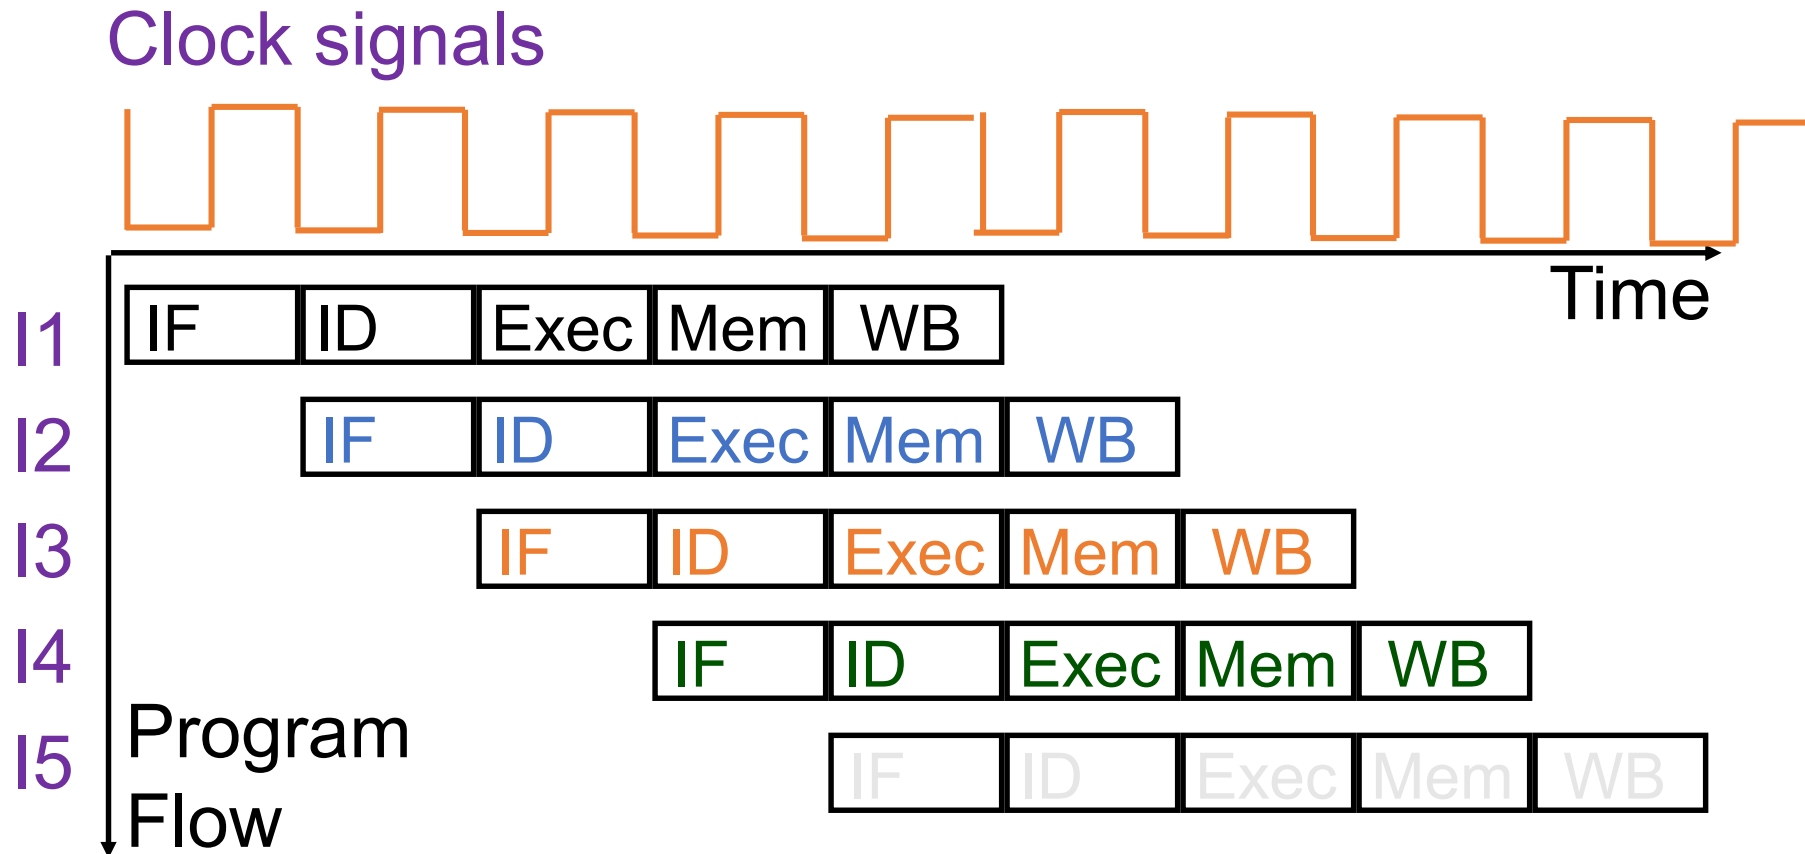 Clock signals
Time
I1 IF ID Exec Mem WB
I2 IF ID Exec Mem WB
I3 IF ID Exec Mem WB
I4 IF ID Exec Mem WB
I5 IF ID Exec Mem WB
Program
Flow